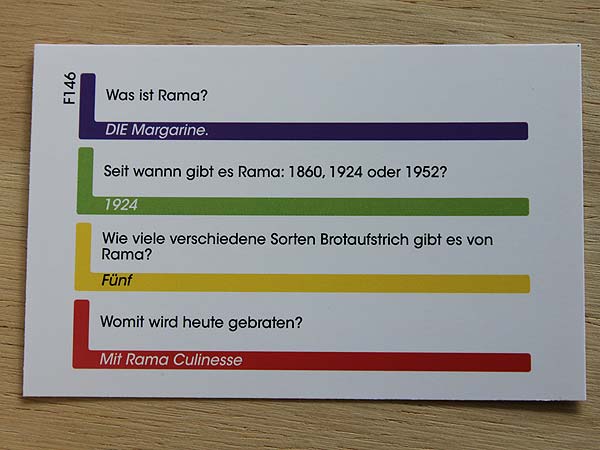 F146
Was ist Rama?
DIE Margarine.
Seit wannn gibt es Rama: 1860, 1924 oder 1952?
1924
Wie viele verschiedene Sorten Brotaufstrich gibt es von
Rama?
Fünf
Womit wird heute gebraten?
Mit Rama Culinesse